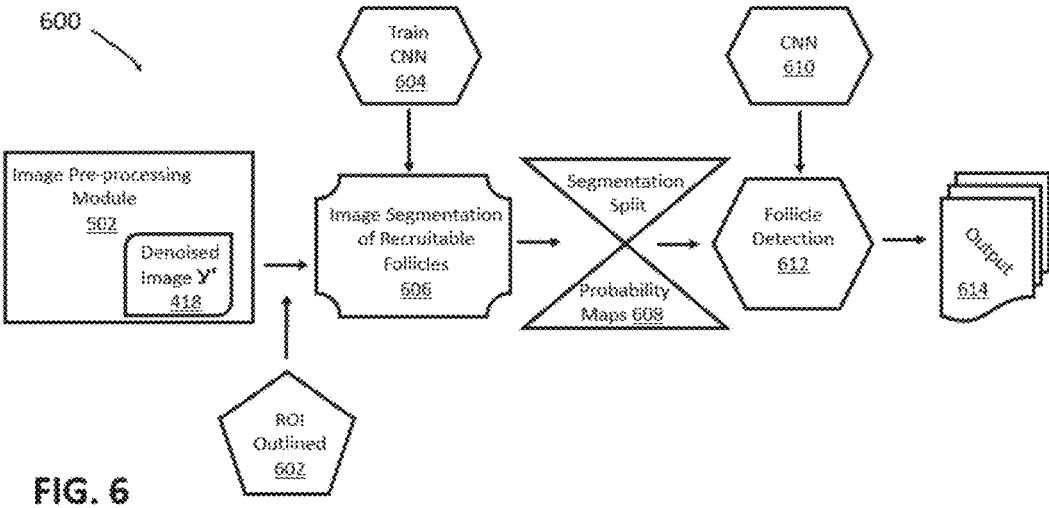 600
Train
CNN
604
CNN
610
Image Pre-processing
Module
502
Denoised
image y'
418
Image Segmentation
of Recruitable
Follicles
606
Segmentation
Split
Probability
Maps 608
Follicle
Detection
612
Output
614
ROI
Outlined
602
FIG. 6